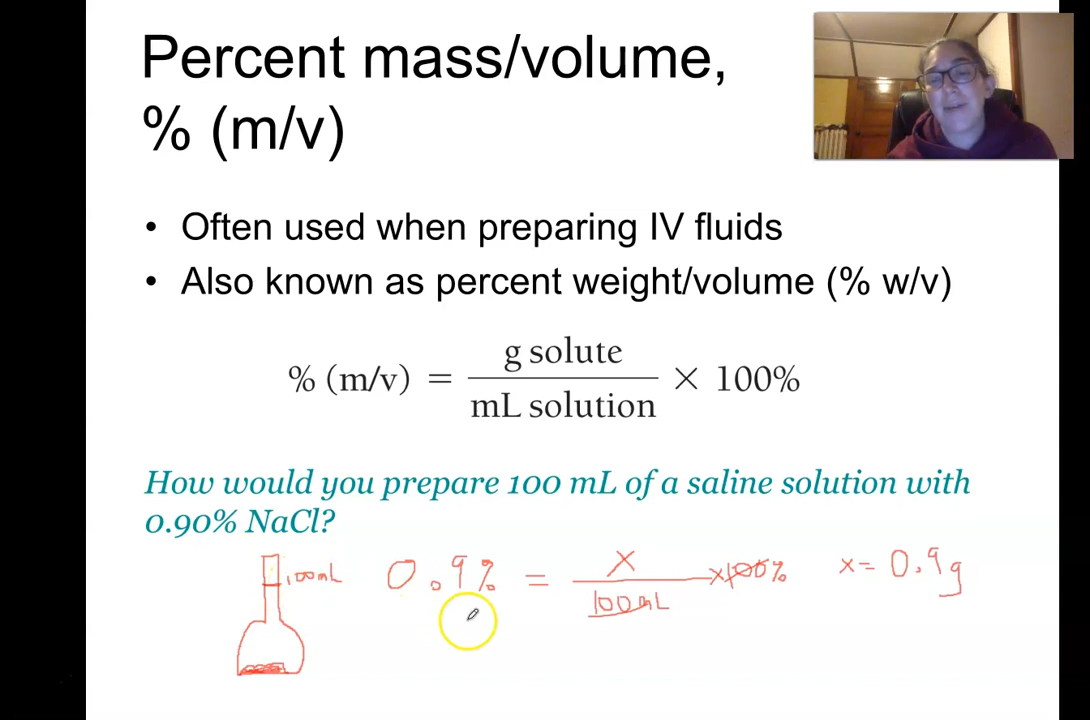 Percent mass/volume,
% (m/v)
• Often used when preparing IV fluids
• Also known as percent weight/volume (% w/v)
% (m/v) = g solute / mL solution × 100%
How would you prepare 100 mL of a saline solution with
0.90% NaCl?
100mL 0.9% = x / 100mL x100% x = 0.9g